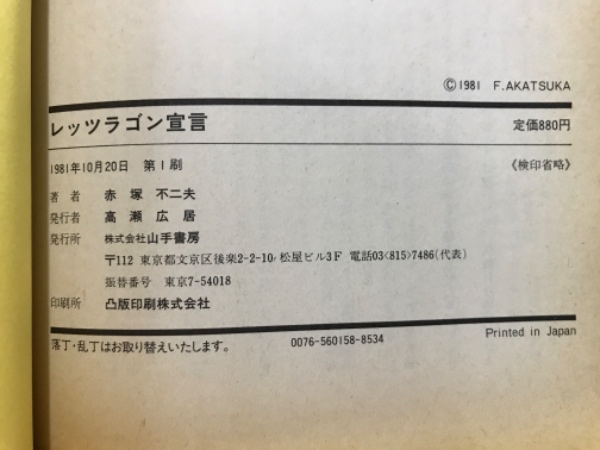 ©1981 F.AKATSUKA
レッツラゴン宣言 定価880円
1981年10月20日 第1刷 《検印省略》
著者 赤塚不二夫
発行者 高瀬広居
発行所 株式会社山手書房
〒112 東京都文京区後楽2-2-10, 松屋ビル3F 電話03<815>7486(代表)
振替番号 東京7-54018
印刷所 凸版印刷株式会社
落丁・乱丁はお取り替えいたします。 0076-560158-8534 Printed in Japan